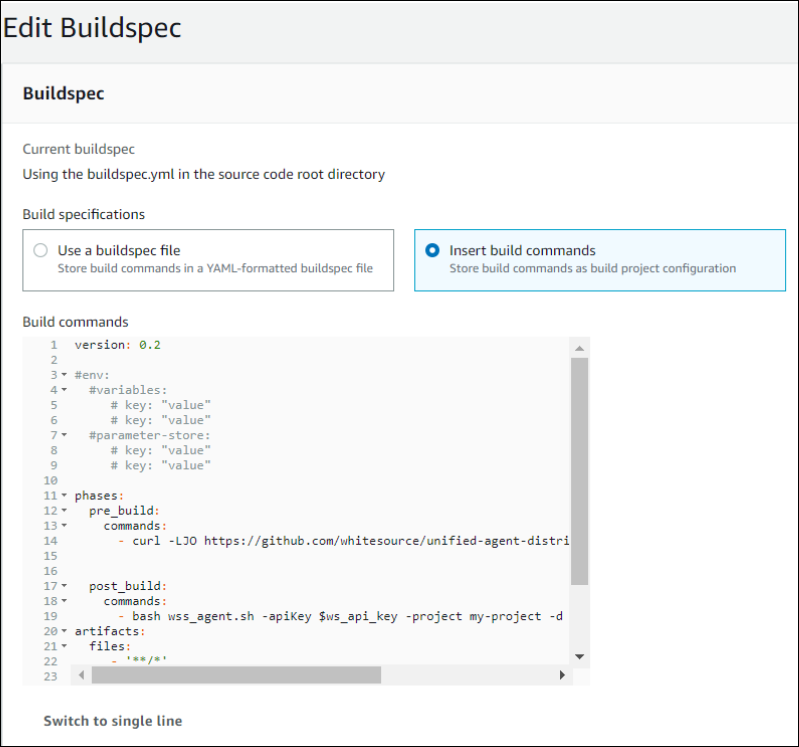 Edit Buildspec
Buildspec
Current buildspec
Using the buildspec.yml in the source code root directory
Build specifications
Use a buildspec file
Store build commands in a YAML-formatted buildspec file
Insert build commands
Store build commands as build project configuration
Build commands
1 version: 0.2
2
3 #env:
4 #variables:
5 # key: "value"
6 # key: "value"
7 #parameter-store:
8 # key: "value"
9 # key: "value"
10
11 phases:
12 pre_build:
13 commands:
14 - curl -LJO https://github.com/whitesource/unified-agent-distri
15
16
17 post_build:
18 commands:
19 - bash wss_agent.sh -apiKey $ws_api_key -project my-project -d
20 artifacts:
21 files:
22 - '**/*'
23
Switch to single line